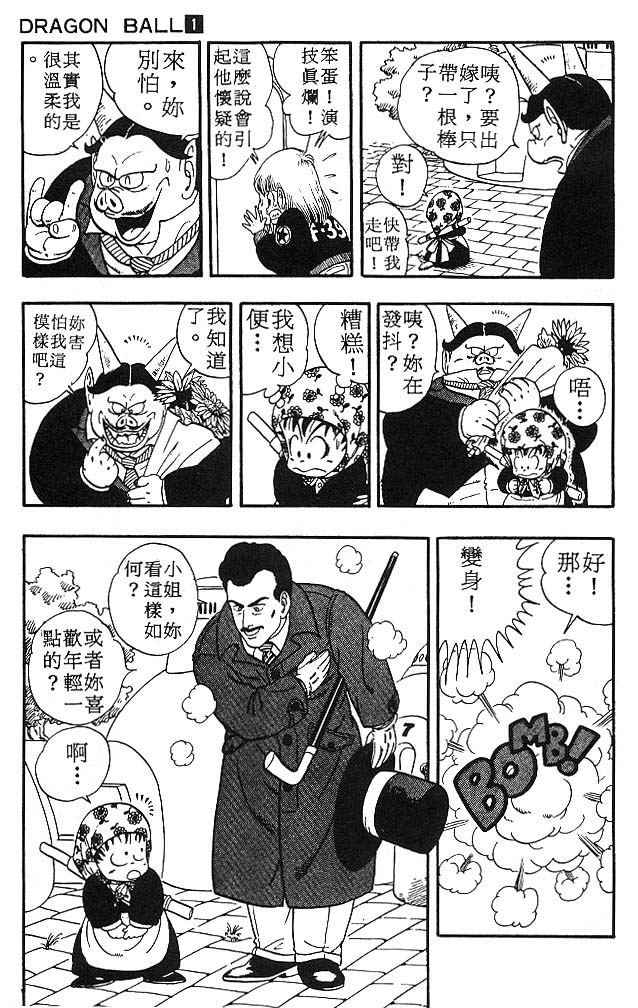 DRAGON BALL 1
咦？要出
嫁了，只
帶一根棒
子？
對！
快帶我
走吧！
笨蛋！演
技眞爛！
這麼說會引
起他懷疑的！
F-39
來，妳
別怕。
其實我是
很溫柔的
。
唔…
咦？妳在
發抖？
糟糕！
我想小
便…
我知道
了。
妳害
怕我這
模樣吧？
好！
那…
變身！
BOMB!
小姐，妳
看這樣如
何？
或者妳喜
歡年輕一
點的？
啊…
7